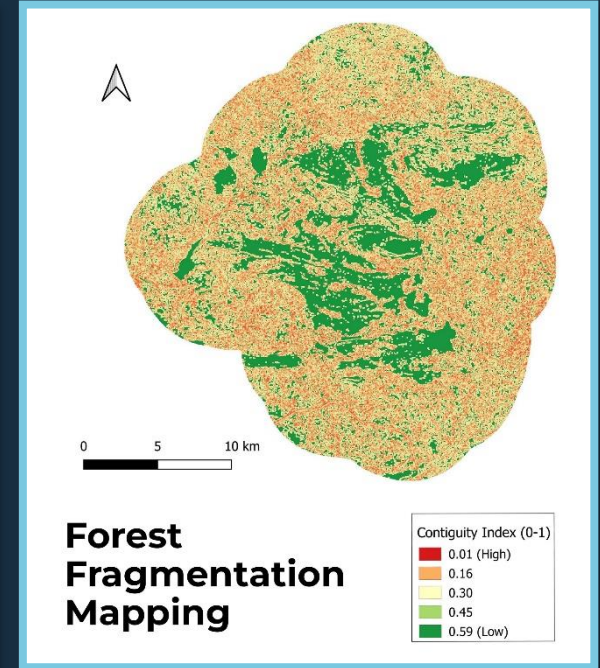 0 5 10 km
Forest
Fragmentation
Mapping
Contiguity Index (0-1)
0.01 (High)
0.16
0.30
0.45
0.59 (Low)